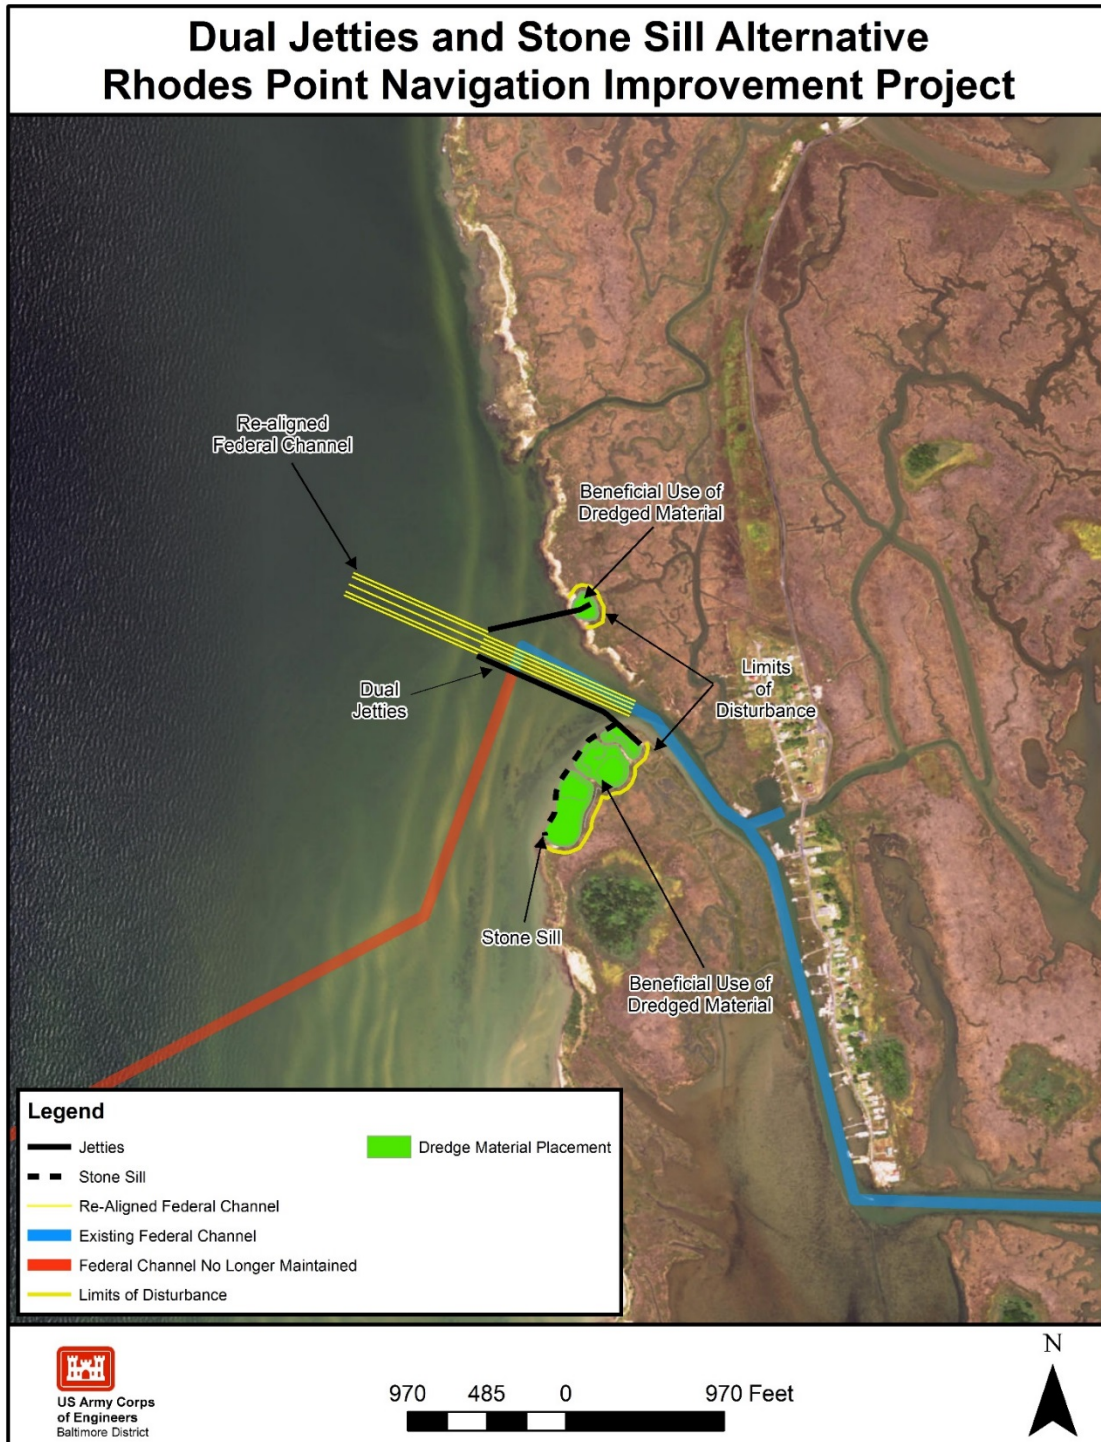 Dual Jetties and Stone Sill Alternative
Rhodes Point Navigation Improvement Project
Re-aligned
Federal Channel
Beneficial Use of
Dredged Material
Dual
Jetties
Limits
of
Disturbance
Stone Sill
Beneficial Use of
Dredged Material
Legend
Jetties
Dredge Material Placement
Stone Sill
Re-Aligned Federal Channel
Existing Federal Channel
Federal Channel No Longer Maintained
Limits of Disturbance
US Army Corps
of Engineers
Baltimore District
970 485 0 970 Feet
N